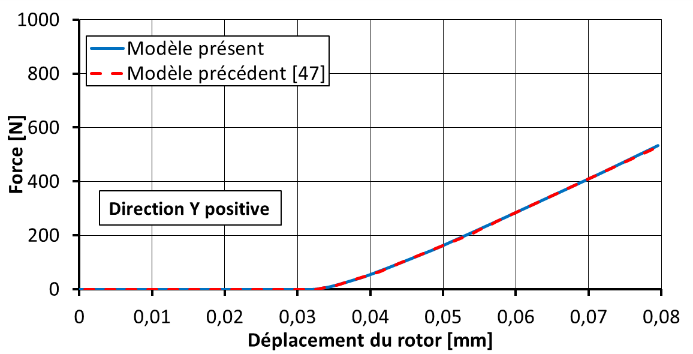 1000
800
600
400
200
0
Force [N]
Modèle présent
Modèle précédent [47]
Direction Y positive
0 0,01 0,02 0,03 0,04 0,05 0,06 0,07 0,08
Déplacement du rotor [mm]